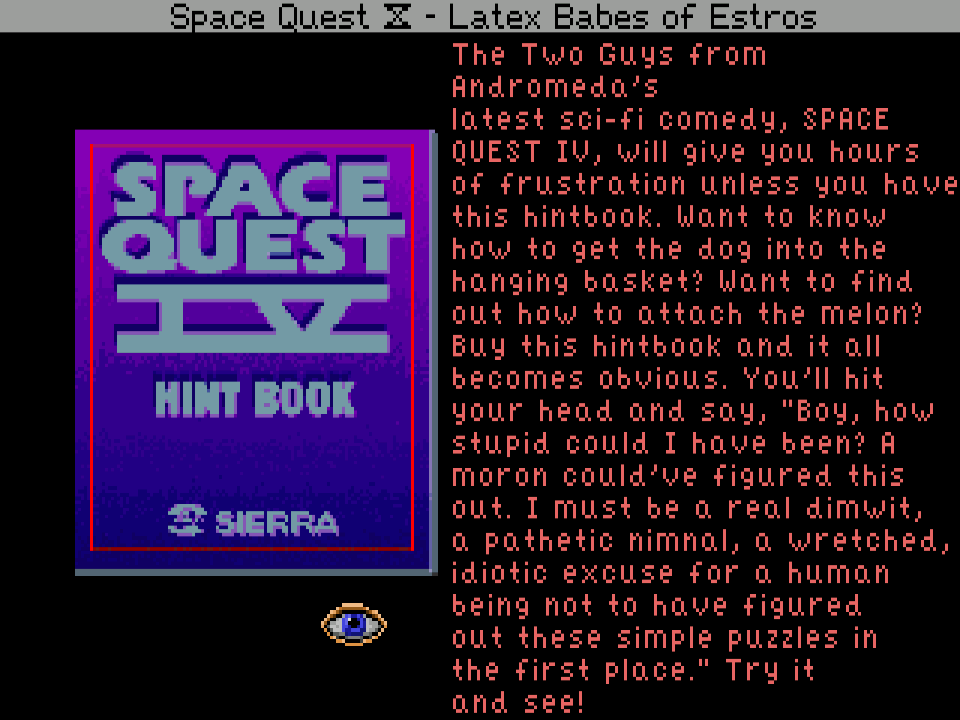 Space Quest X - Latex Babes of Estros
SPACE
QUEST
IV
HINT BOOK
SIERRA
The Two Guys from
Andromeda's
latest sci-fi comedy, SPACE
QUEST IV, will give you hours
of frustration unless you have
this hintbook. Want to know
how to get the dog into the
hanging basket? Want to find
out how to attach the melon?
Buy this hintbook and it all
becomes obvious. You'll hit
your head and say, "Boy, how
stupid could I have been? A
moron could've figured this
out. I must be a real dimwit,
a pathetic nimnal, a wretched,
idiotic excuse for a human
being not to have figured
out these simple puzzles in
the first place." Try it
and see!